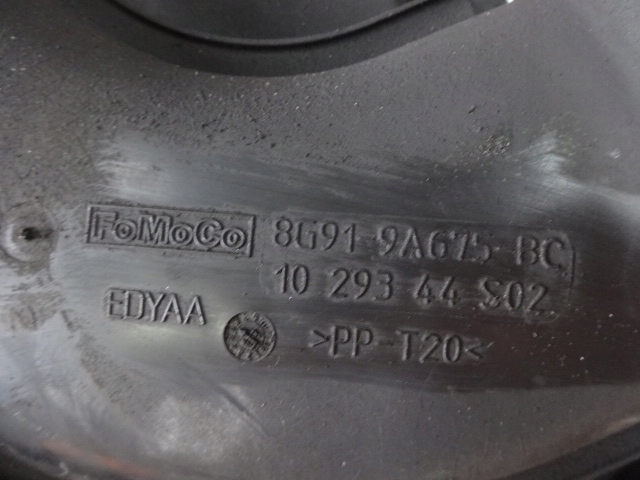 FoMoCo 8G91-9A675-BC
10 293 44 S02
EDYAA >PP-T20<